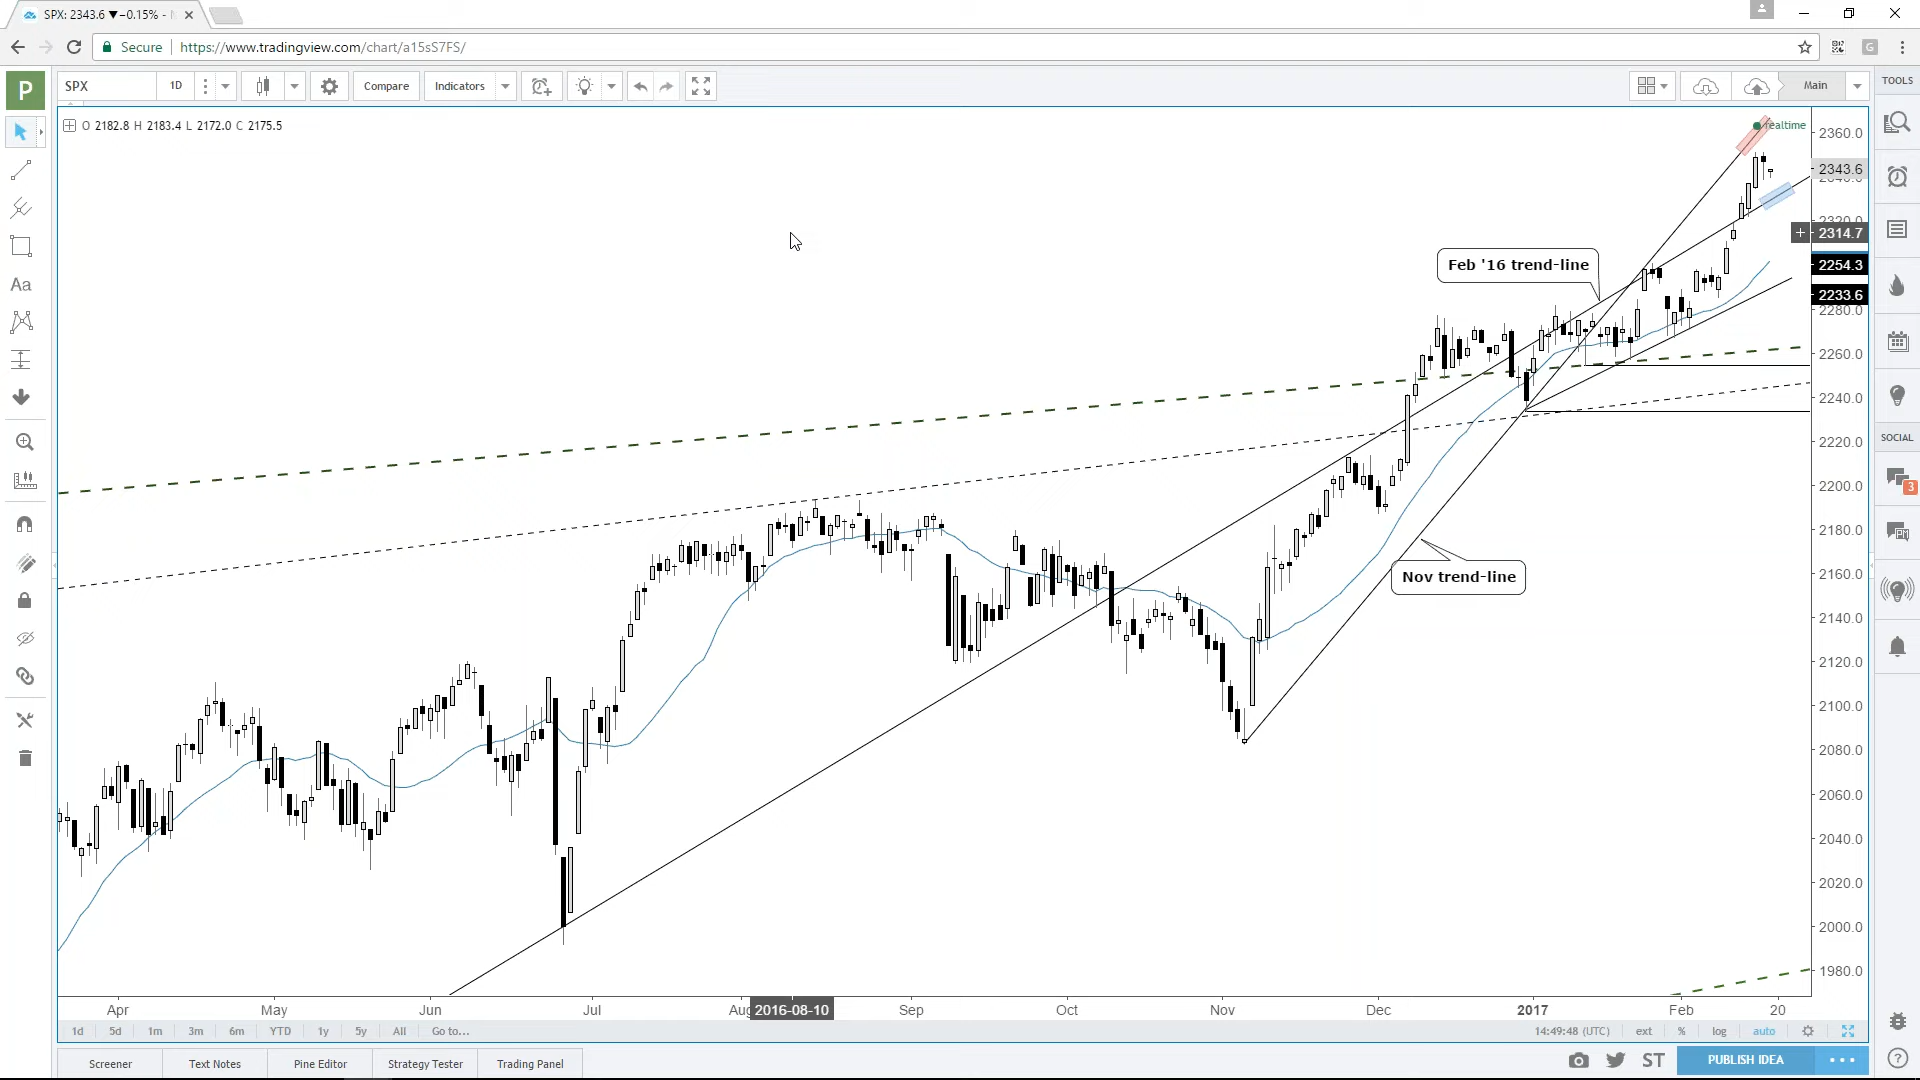 SPX: 2343.6 ▼−0.15% -
Secure https://www.tradingview.com/chart/a15sS7FS/
P SPX 1D Compare Indicators Main TOOLS
O 2182.8 H 2183.4 L 2172.0 C 2175.5
realtime
2360.0
2343.6
2340.0
2320.0
2314.7
Feb '16 trend-line
2254.3
2233.6
2280.0
2260.0
2240.0
2220.0
SOCIAL
2200.0
3
2180.0
Nov trend-line
2160.0
2140.0
2120.0
2100.0
2080.0
2060.0
2040.0
2020.0
2000.0
1980.0
Apr May Jun Jul Aug 2016-08-10 Sep Oct Nov Dec 2017 Feb 20
1d 5d 1m 3m 6m YTD 1y 5y All Go to... 14:49:48 (UTC) ext % log auto
Screener Text Notes Pine Editor Strategy Tester Trading Panel ST PUBLISH IDEA
Aa